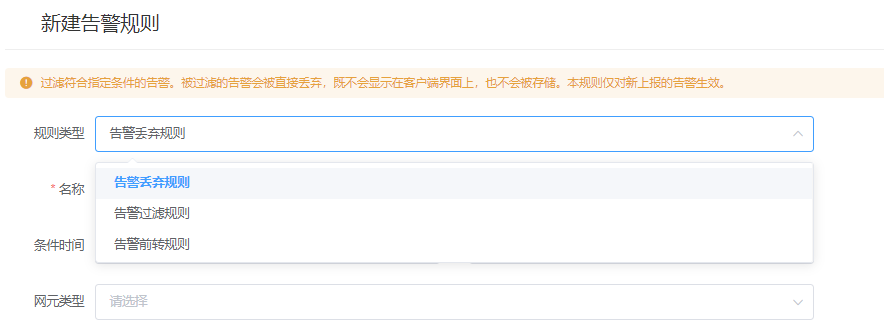 新建告警规则
过滤符合指定条件的告警。被过滤的告警会被直接丢弃，既不会显示在客户端界面上，也不会被存储。本规则仅对新上报的告警生效。
规则类型 告警丢弃规则
告警丢弃规则
* 名称
告警过滤规则
条件时间 告警前转规则
网元类型 请选择